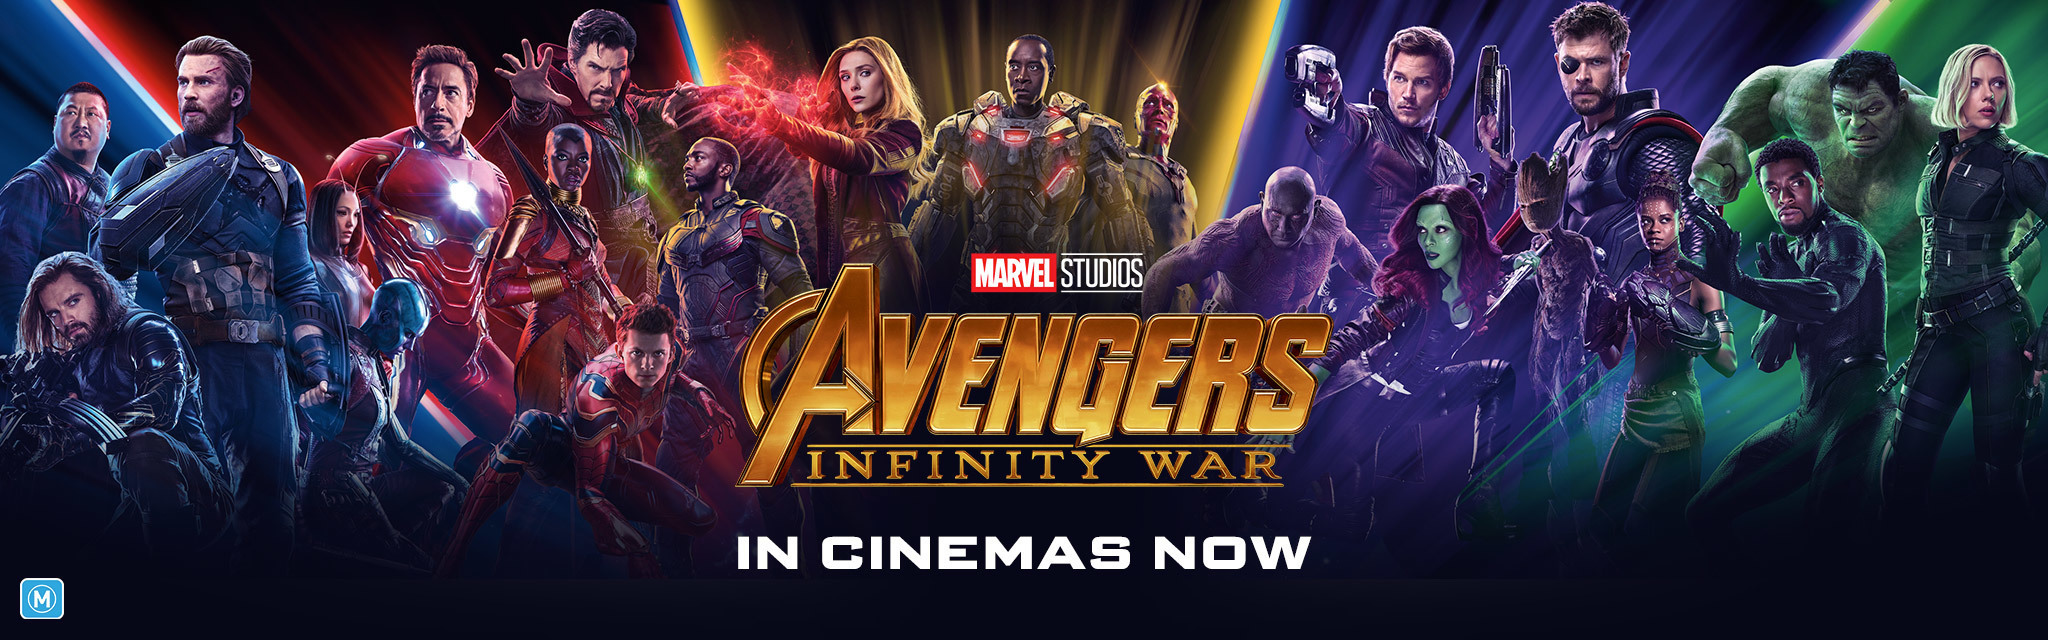 MARVEL STUDIOS
AVENGERS
INFINITY WAR
IN CINEMAS NOW
M